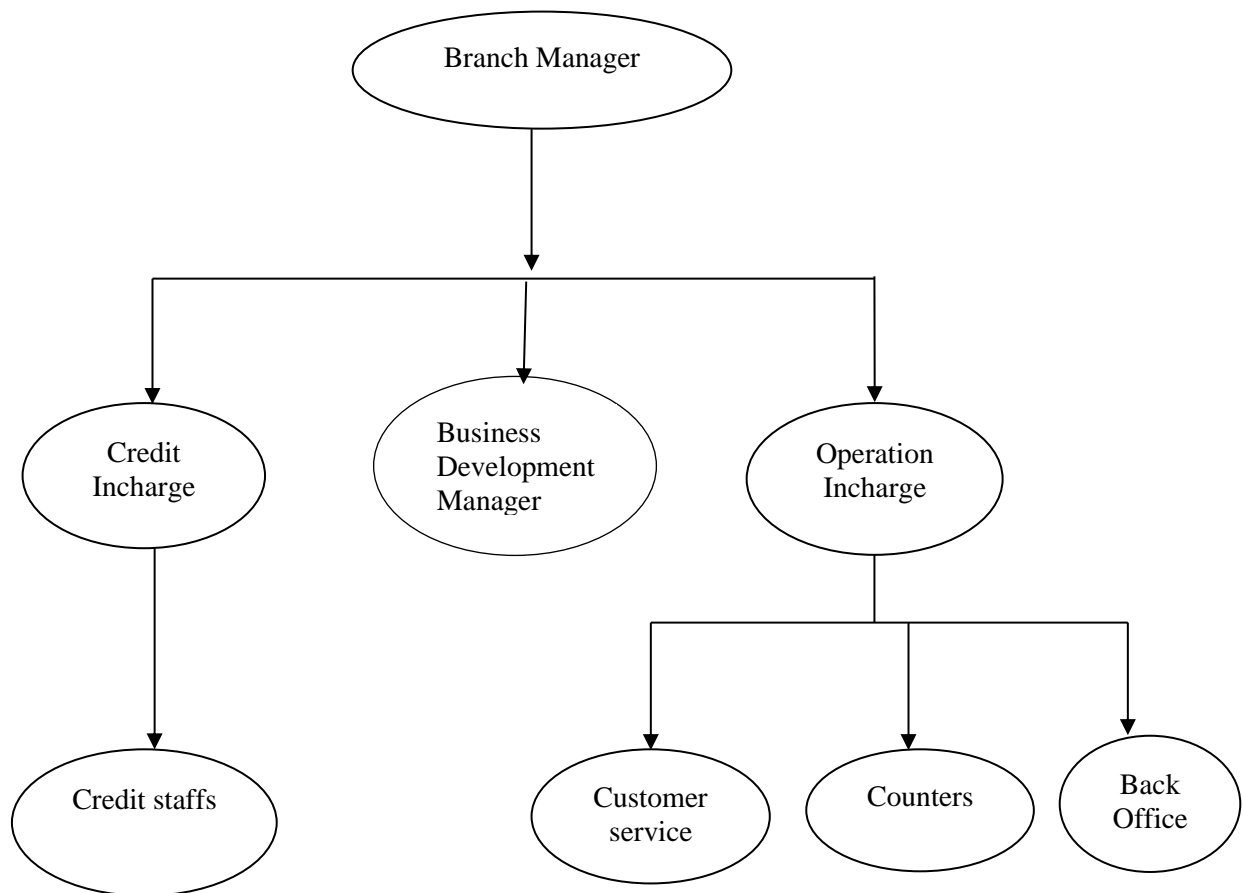 Branch Manager
Credit
Incharge
Business
Development
Manager
Operation
Incharge
Credit staffs
Customer
service
Counters
Back
Office